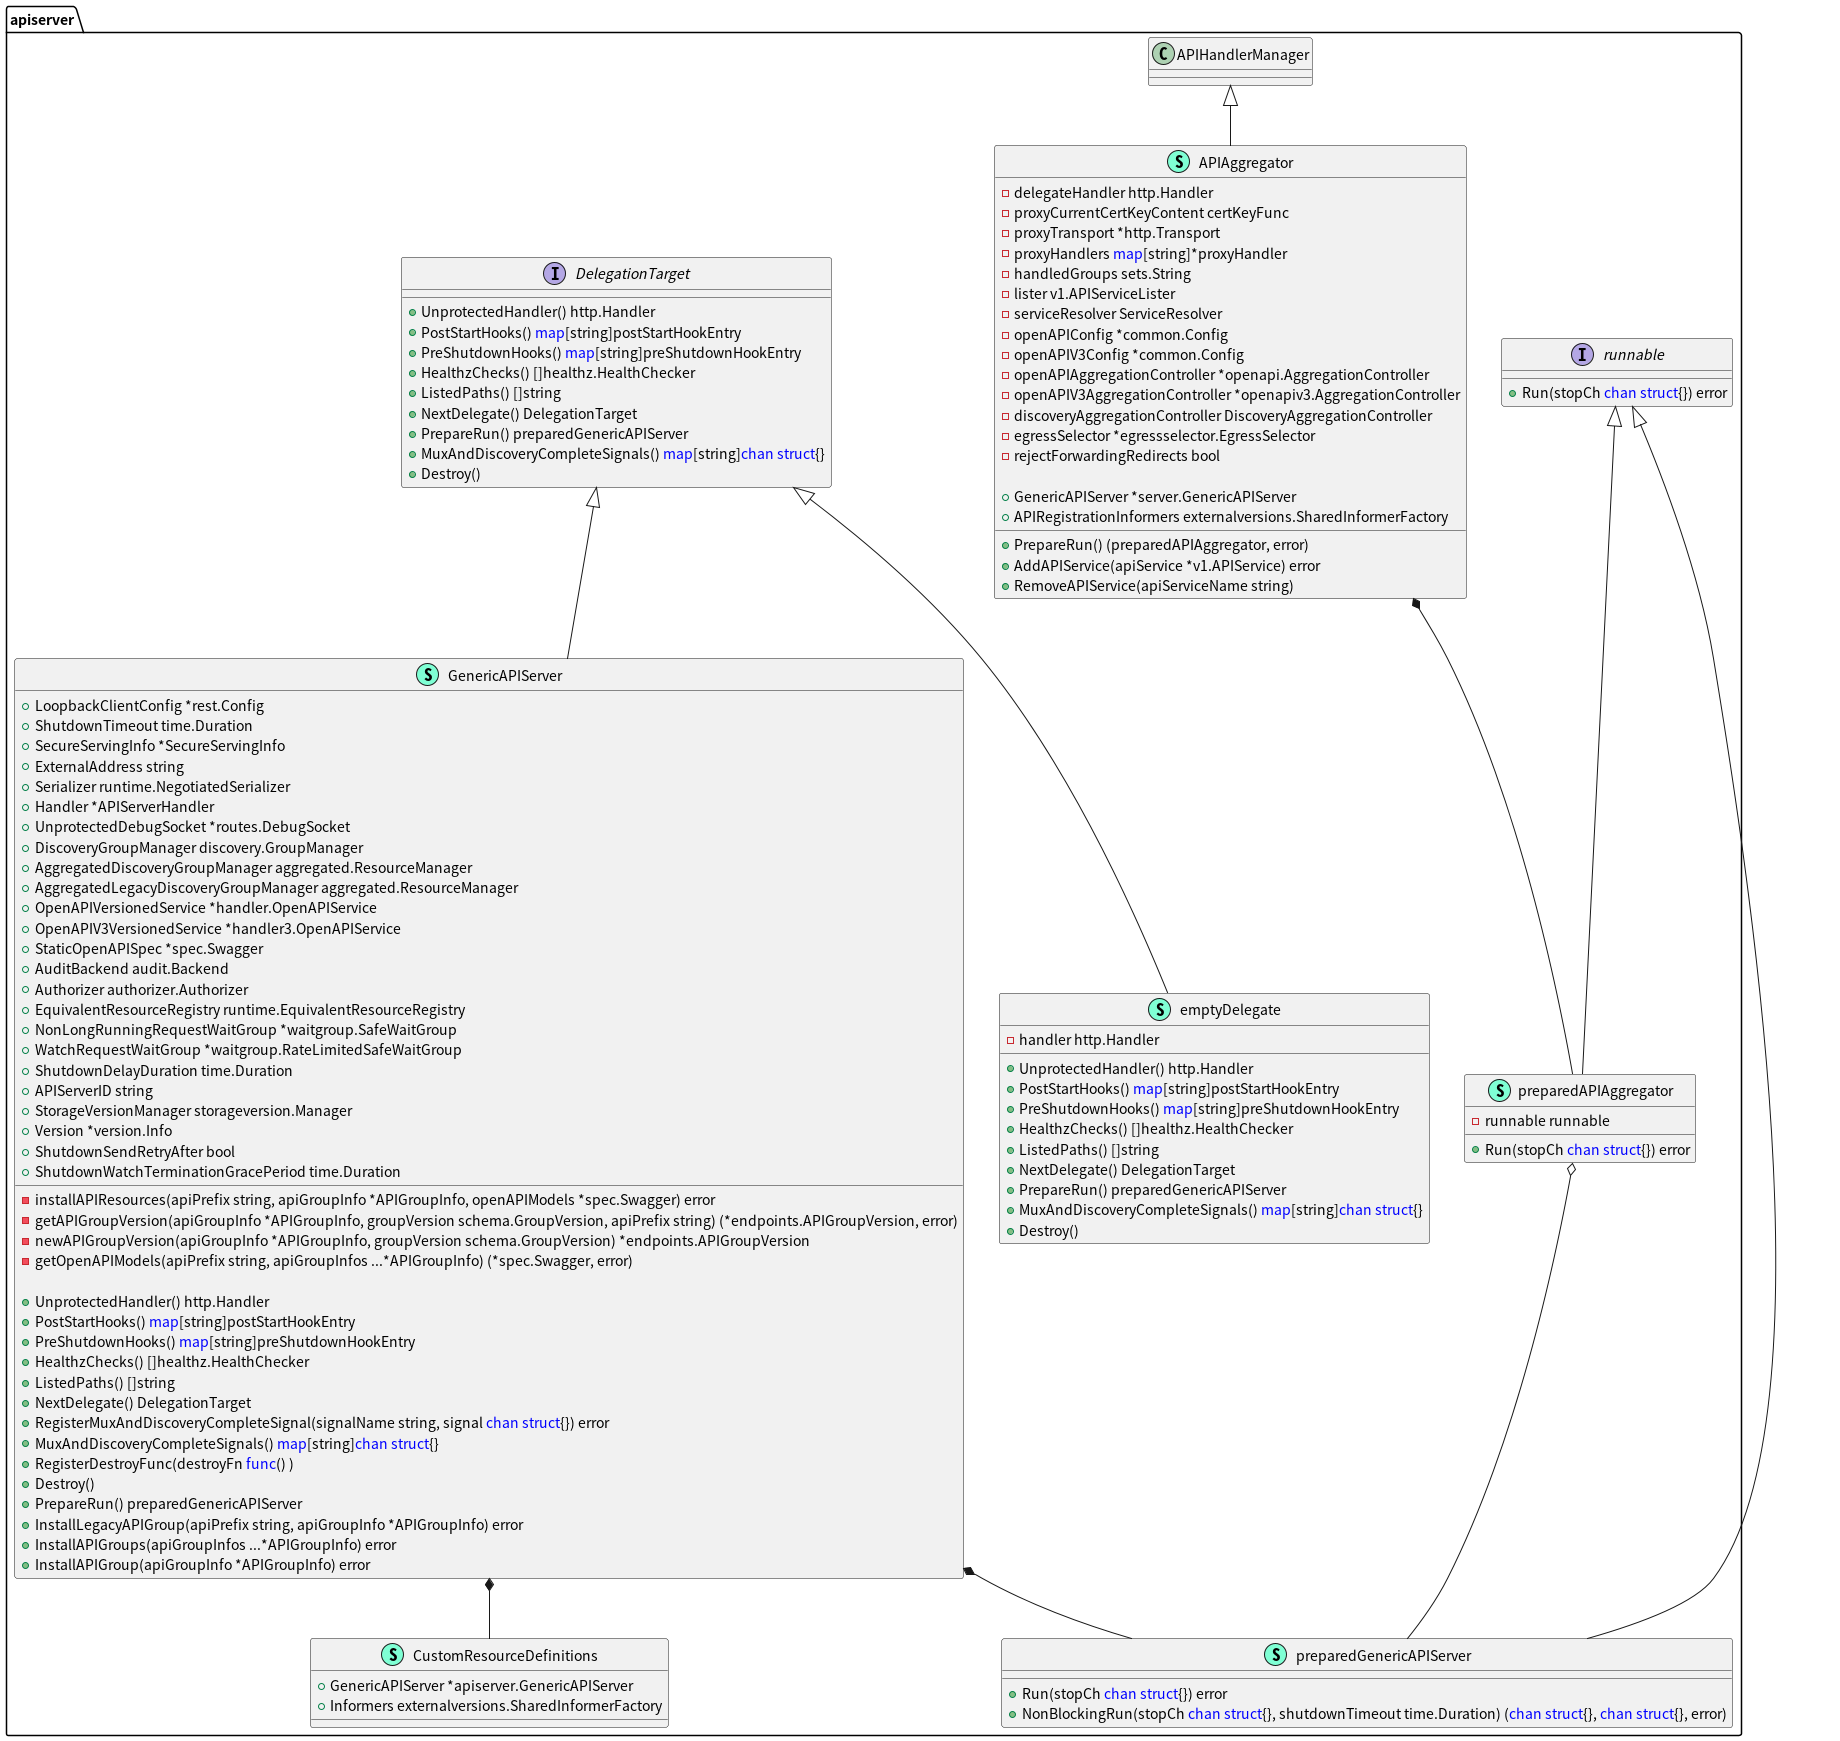 apiserver
C APIHandlerManager
S APIAggregator
delegateHandler http.Handler
proxyCurrentCertKeyContent certKeyFunc
proxyTransport *http.Transport
proxyHandlers map[string]*proxyHandler
handledGroups sets.String
lister v1.APIServiceLister
serviceResolver ServiceResolver
openAPIConfig *common.Config
openAPIV3Config *common.Config
openAPIAggregationController *openapi.AggregationController
openAPIV3AggregationController *openapiv3.AggregationController
discoveryAggregationController DiscoveryAggregationController
egressSelector *egressselector.EgressSelector
rejectForwardingRedirects bool
GenericAPIServer *server.GenericAPIServer
APIRegistrationInformers externalversions.SharedInformerFactory
PrepareRun() (preparedAPIAggregator, error)
AddAPIService(apiService *v1.APIService) error
RemoveAPIService(apiServiceName string)
I DelegationTarget
UnprotectedHandler() http.Handler
PostStartHooks() map[string]postStartHookEntry
PreShutdownHooks() map[string]preShutdownHookEntry
HealthzChecks() []healthz.HealthChecker
ListedPaths() []string
NextDelegate() DelegationTarget
PrepareRun() preparedGenericAPIServer
MuxAndDiscoveryCompleteSignals() map[string]chan struct{}
Destroy()
I runnable
Run(stopCh chan struct{}) error
S GenericAPIServer
LoopbackClientConfig *rest.Config
ShutdownTimeout time.Duration
SecureServingInfo *SecureServingInfo
ExternalAddress string
Serializer runtime.NegotiatedSerializer
Handler *APIServerHandler
UnprotectedDebugSocket *routes.DebugSocket
DiscoveryGroupManager discovery.GroupManager
AggregatedDiscoveryGroupManager aggregated.ResourceManager
AggregatedLegacyDiscoveryGroupManager aggregated.ResourceManager
OpenAPIVersionedService *handler.OpenAPIService
OpenAPIV3VersionedService *handler3.OpenAPIService
StaticOpenAPISpec *spec.Swagger
AuditBackend audit.Backend
Authorizer authorizer.Authorizer
EquivalentResourceRegistry runtime.EquivalentResourceRegistry
NonLongRunningRequestWaitGroup *waitgroup.SafeWaitGroup
WatchRequestWaitGroup *waitgroup.RateLimitedSafeWaitGroup
ShutdownDelayDuration time.Duration
APIServerID string
StorageVersionManager storageversion.Manager
Version *version.Info
ShutdownSendRetryAfter bool
ShutdownWatchTerminationGracePeriod time.Duration
installAPIResources(apiPrefix string, apiGroupInfo *APIGroupInfo, openAPIModels *spec.Swagger) error
getAPIGroupVersion(apiGroupInfo *APIGroupInfo, groupVersion schema.GroupVersion, apiPrefix string) (*endpoints.APIGroupVersion, error)
newAPIGroupVersion(apiGroupInfo *APIGroupInfo, groupVersion schema.GroupVersion) *endpoints.APIGroupVersion
getOpenAPIModels(apiPrefix string, apiGroupInfos ...*APIGroupInfo) (*spec.Swagger, error)
UnprotectedHandler() http.Handler
PostStartHooks() map[string]postStartHookEntry
PreShutdownHooks() map[string]preShutdownHookEntry
HealthzChecks() []healthz.HealthChecker
ListedPaths() []string
NextDelegate() DelegationTarget
RegisterMuxAndDiscoveryCompleteSignal(signalName string, signal chan struct{}) error
MuxAndDiscoveryCompleteSignals() map[string]chan struct{}
RegisterDestroyFunc(destroyFn func() )
Destroy()
PrepareRun() preparedGenericAPIServer
InstallLegacyAPIGroup(apiPrefix string, apiGroupInfo *APIGroupInfo) error
InstallAPIGroups(apiGroupInfos ...*APIGroupInfo) error
InstallAPIGroup(apiGroupInfo *APIGroupInfo) error
S emptyDelegate
handler http.Handler
UnprotectedHandler() http.Handler
PostStartHooks() map[string]postStartHookEntry
PreShutdownHooks() map[string]preShutdownHookEntry
HealthzChecks() []healthz.HealthChecker
ListedPaths() []string
NextDelegate() DelegationTarget
PrepareRun() preparedGenericAPIServer
MuxAndDiscoveryCompleteSignals() map[string]chan struct{}
Destroy()
S preparedAPIAggregator
runnable runnable
Run(stopCh chan struct{}) error
S CustomResourceDefinitions
GenericAPIServer *apiserver.GenericAPIServer
Informers externalversions.SharedInformerFactory
S preparedGenericAPIServer
Run(stopCh chan struct{}) error
NonBlockingRun(stopCh chan struct{}, shutdownTimeout time.Duration) (chan struct{}, chan struct{}, error)